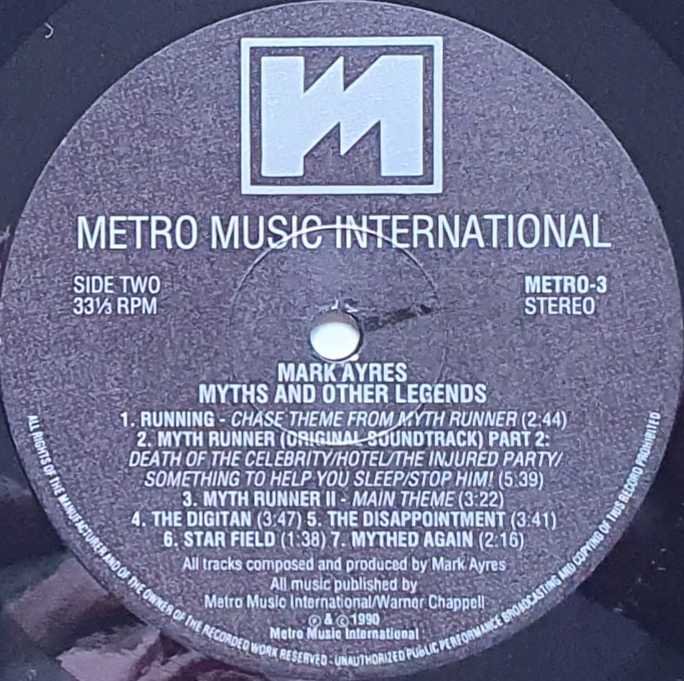 M
METRO MUSIC INTERNATIONAL
SIDE TWO
33⅓ RPM
METRO-3
STEREO
MARK AYRES
MYTHS AND OTHER LEGENDS
1. RUNNING - CHASE THEME FROM MYTH RUNNER (2:44)
2. MYTH RUNNER (ORIGINAL SOUNDTRACK) PART 2:
DEATH OF THE CELEBRITY/HOTEL/THE INJURED PARTY/
SOMETHING TO HELP YOU SLEEP/STOP HIM! (5:39)
3. MYTH RUNNER II - MAIN THEME (3:22)
4. THE DIGITAN (3:47) 5. THE DISAPPOINTMENT (3:41)
6. STAR FIELD (1:38) 7. MYTHED AGAIN (2:16)
All tracks composed and produced by Mark Ayres
All music published by
Metro Music International/Warner Chappell
℗ & © 1990
Metro Music International
ALL RIGHTS OF THE MANUFACTURER AND OF THE OWNER OF THE RECORDED WORK RESERVED : UNAUTHORIZED PUBLIC PERFORMANCE BROADCASTING AND COPYING OF THIS RECORD PROHIBITED